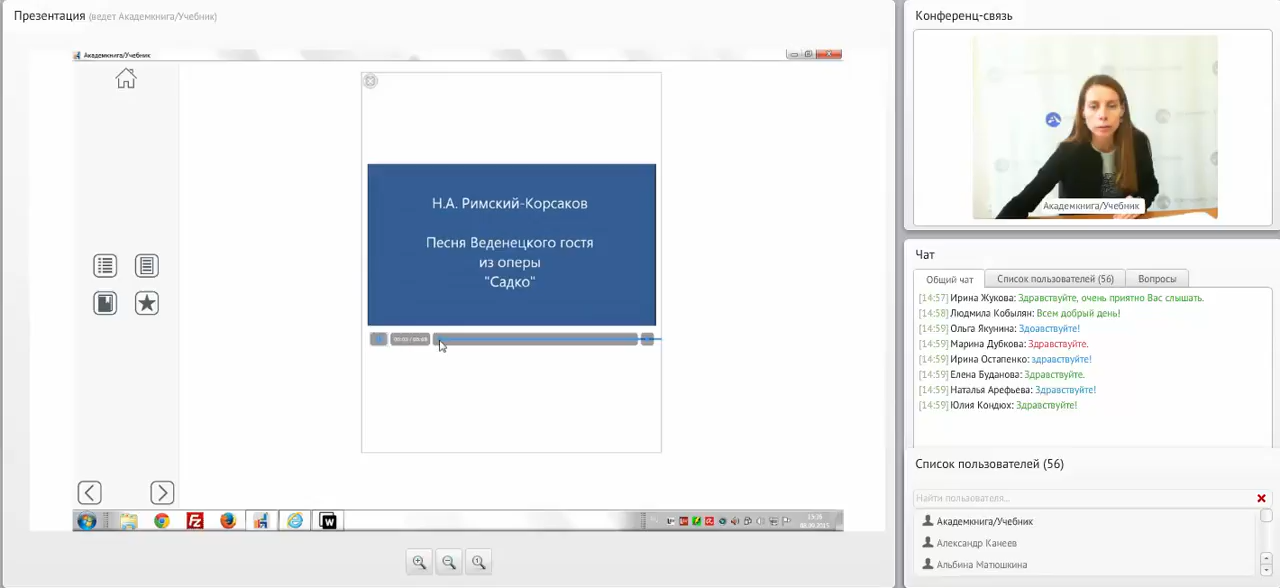 Презентация (ведет Академкнига/Учебник)
Академкнига/Учебник
Н.А. Римский-Корсаков
Песня Веденецкого гостя
из оперы
"Садко"
Конференц-связь
Академкнига/Учебник
Чат
Общий чат
Список пользователей (56)
Вопросы
[14:57] Ирина Жукова: Здравствуйте, очень приятно Вас слышать.
[14:58] Людмила Кобылян: Всем добрый день!
[14:59] Ольга Якунина: Здоавствуйте!
[14:59] Марина Дубкова: Здравствуйте.
[14:59] Ирина Остапенко: здравствуйте!
[14:59] Елена Буданова: Здравствуйте.
[14:59] Наталья Арефьева: Здравствуйте!
[14:59] Юлия Кондюх: Здравствуйте!
Список пользователей (56)
Найти пользователя...
Академкнига/Учебник
Александр Канеев
Альбина Матюшкина